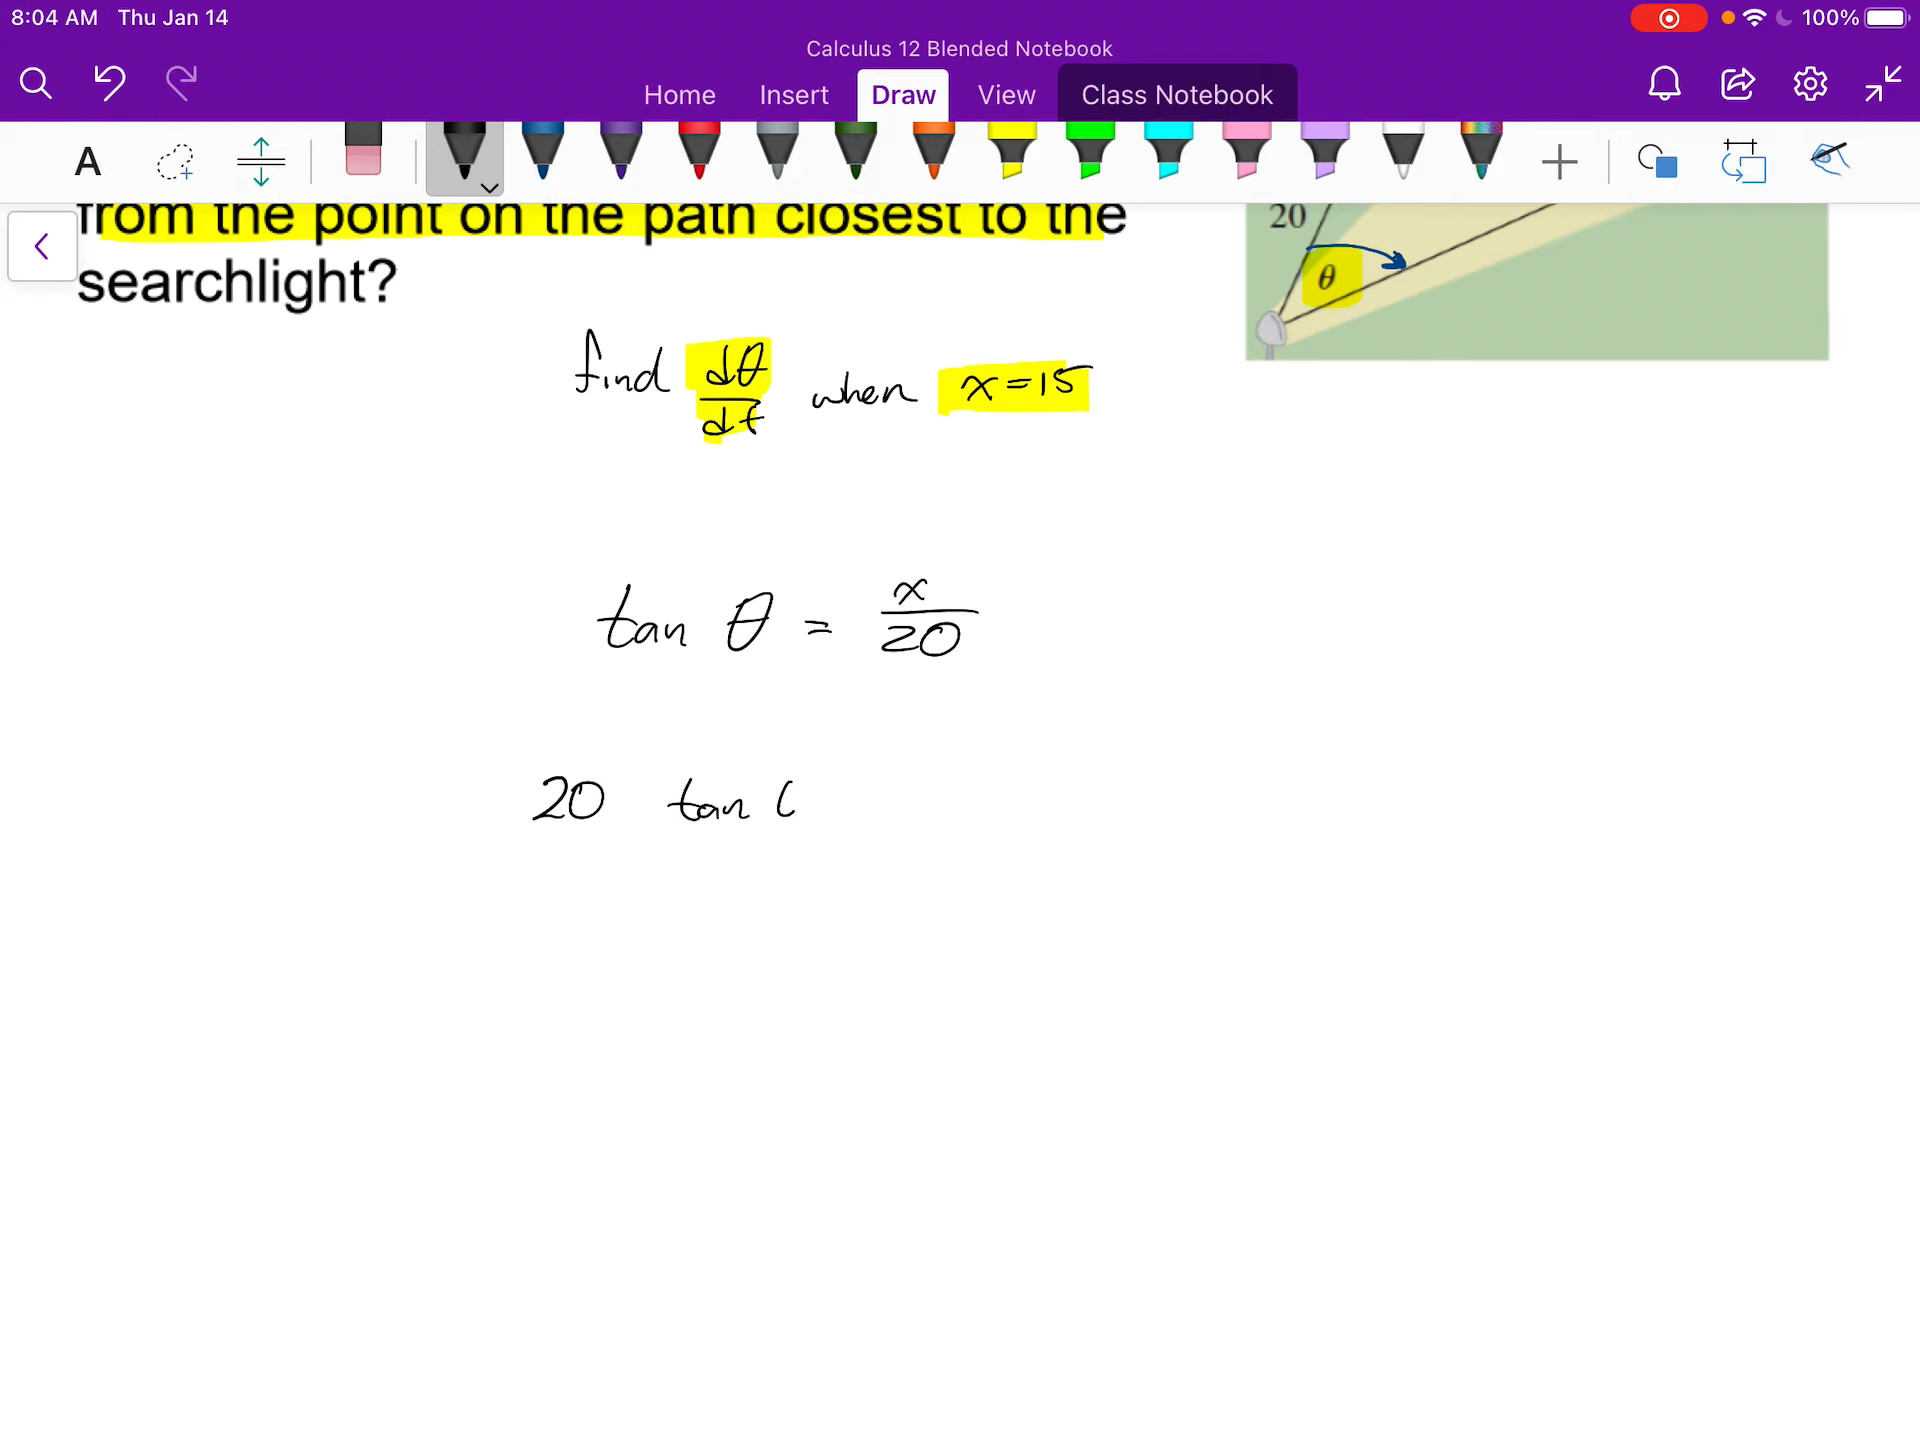 8:04 AM Thu Jan 14
100%
Calculus 12 Blended Notebook
Home Insert Draw View Class Notebook
A
from the point on the path closest to the
searchlight?
20
θ
find dθ/dt when x=15
tan θ = x/20
20 tan (